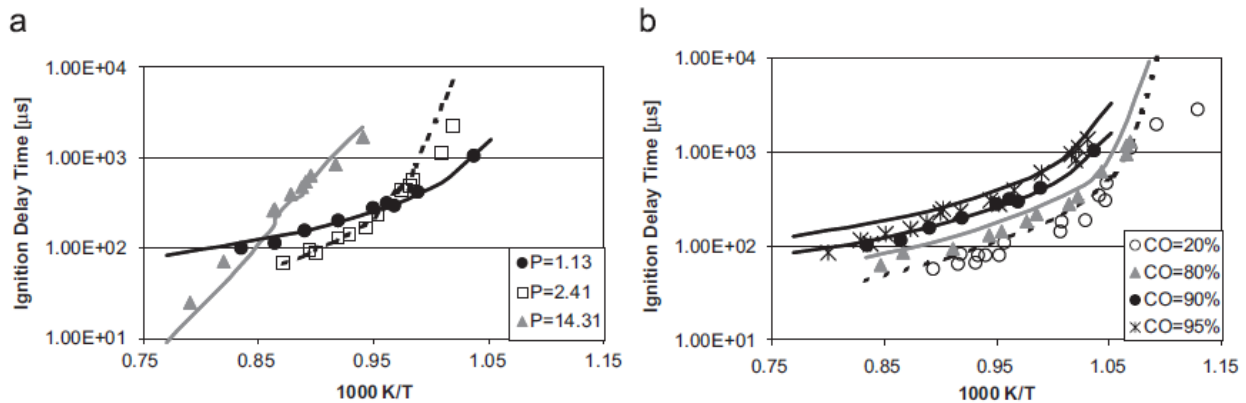 a
1.00E+04
1.00E+03
1.00E+02
1.00E+01
Ignition Delay Time [µs]
P=1.13
P=2.41
P=14.31
0.75 0.85 0.95 1.05 1.15
1000 K/T
b
1.00E+04
1.00E+03
1.00E+02
1.00E+01
Ignition Delay Time [µs]
CO=20%
CO=80%
CO=90%
CO=95%
0.75 0.85 0.95 1.05 1.15
1000 K/T